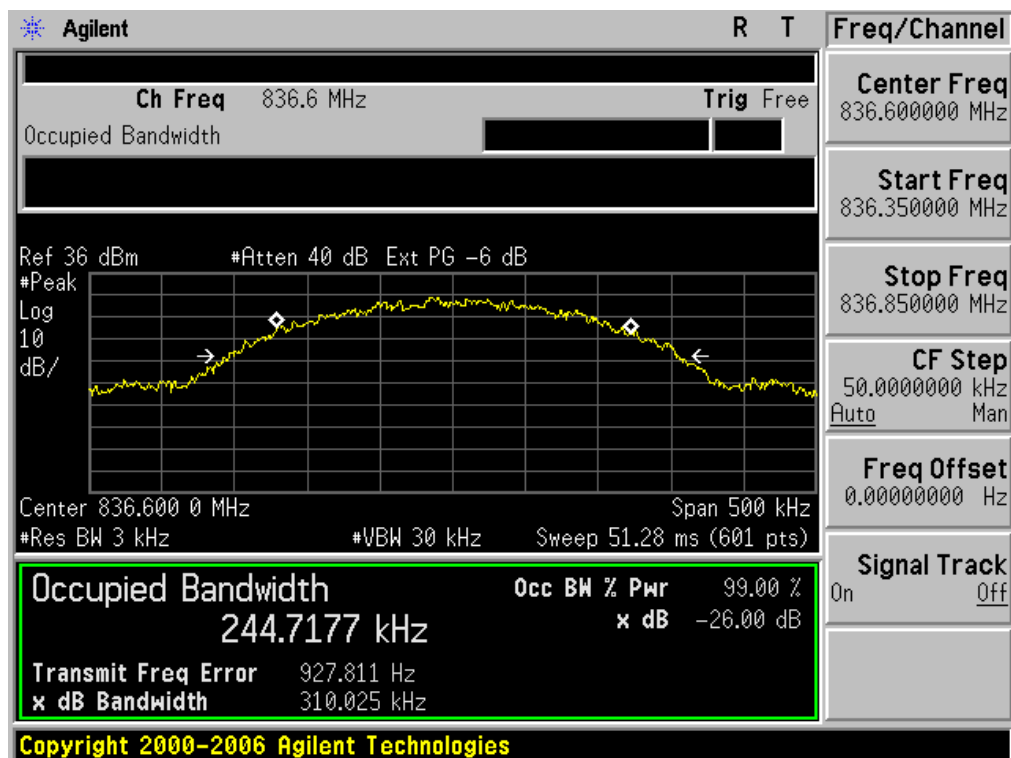 Agilent R T
Ch Freq 836.6 MHz Trig Free
Occupied Bandwidth
Ref 36 dBm #Atten 40 dB Ext PG -6 dB
#Peak
Log
10
dB/
Center 836.600 0 MHz Span 500 kHz
#Res BW 3 kHz #VBW 30 kHz Sweep 51.28 ms (601 pts)
Occupied Bandwidth
244.7177 kHz
Occ BW % Pwr 99.00 %
x dB -26.00 dB
Transmit Freq Error 927.811 Hz
x dB Bandwidth 310.025 kHz
Freq/Channel
Center Freq
836.600000 MHz
Start Freq
836.350000 MHz
Stop Freq
836.850000 MHz
CF Step
50.0000000 kHz
Auto Man
Freq Offset
0.00000000 Hz
Signal Track
On Off
Copyright 2000-2006 Agilent Technologies